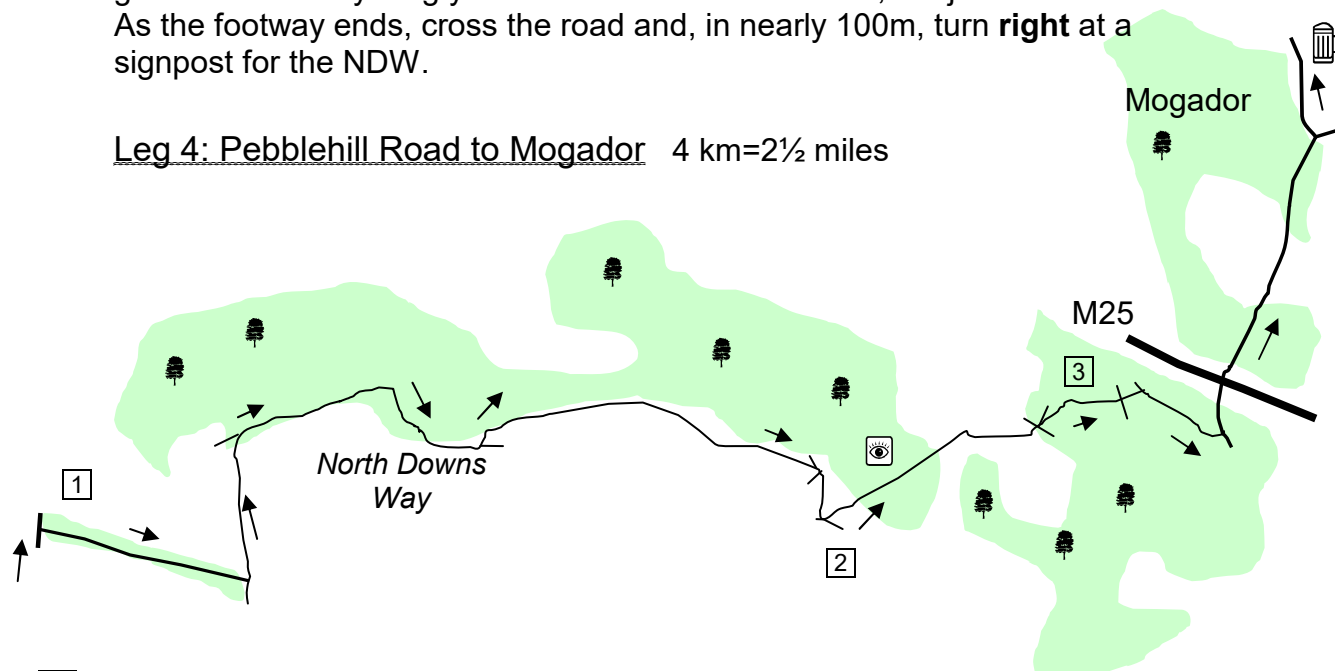 As the footway ends, cross the road and, in nearly 100m, turn right at a
signpost for the NDW.
Leg 4: Pebblehill Road to Mogador 4 km=2½ miles
Mogador
M25
3
North Downs
Way
1
2